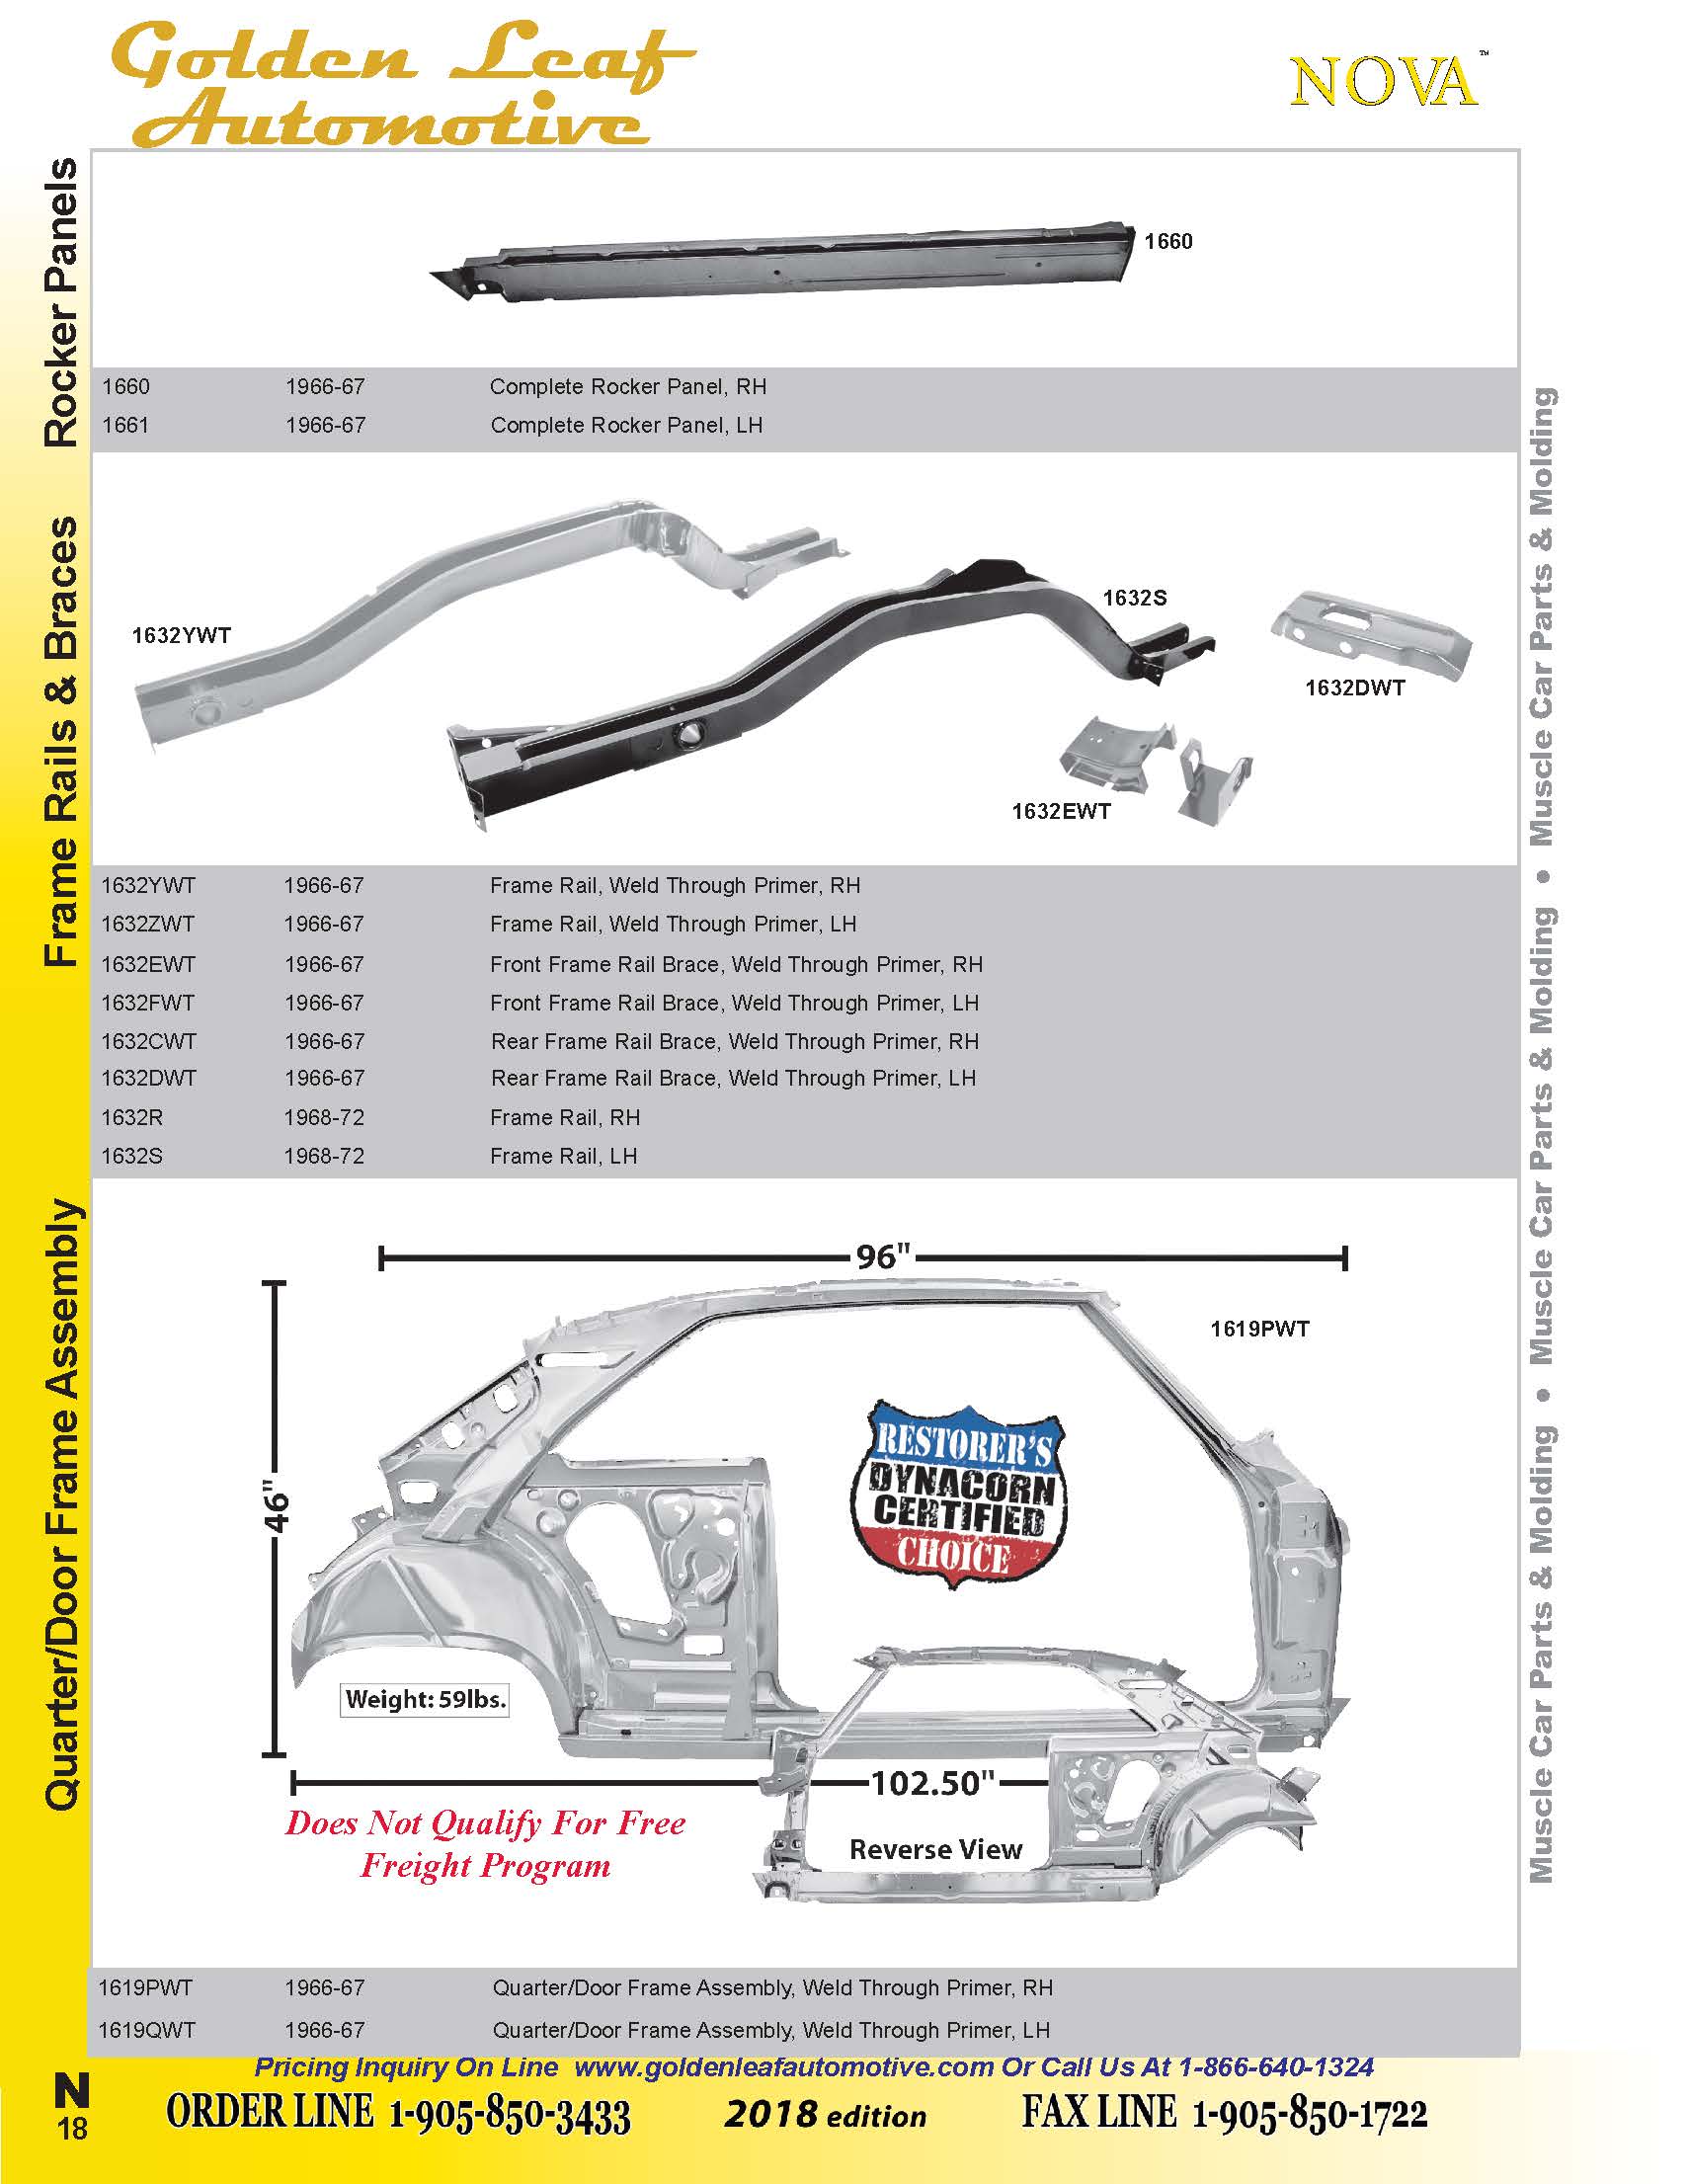 Golden Leaf
Automotive
NOVA™
Rocker Panels
1660
1660 1966-67 Complete Rocker Panel, RH
1661 1966-67 Complete Rocker Panel, LH
Frame Rails & Braces
1632YWT
1632S
1632DWT
1632EWT
1632YWT 1966-67 Frame Rail, Weld Through Primer, RH
1632ZWT 1966-67 Frame Rail, Weld Through Primer, LH
1632EWT 1966-67 Front Frame Rail Brace, Weld Through Primer, RH
1632FWT 1966-67 Front Frame Rail Brace, Weld Through Primer, LH
1632CWT 1966-67 Rear Frame Rail Brace, Weld Through Primer, RH
1632DWT 1966-67 Rear Frame Rail Brace, Weld Through Primer, LH
1632R 1968-72 Frame Rail, RH
1632S 1968-72 Frame Rail, LH
Quarter/Door Frame Assembly
96"
1619PWT
46"
RESTORER'S
DYNACORN
CERTIFIED
CHOICE
Weight: 59lbs.
102.50"
Does Not Qualify For Free
Freight Program
Reverse View
1619PWT 1966-67 Quarter/Door Frame Assembly, Weld Through Primer, RH
1619QWT 1966-67 Quarter/Door Frame Assembly, Weld Through Primer, LH
Muscle Car Parts & Molding • Muscle Car Parts & Molding • Muscle Car Parts & Molding
Pricing Inquiry On Line www.goldenleafautomotive.com Or Call Us At 1-866-640-1324
N
18
ORDER LINE 1-905-850-3433 2018 edition FAX LINE 1-905-850-1722